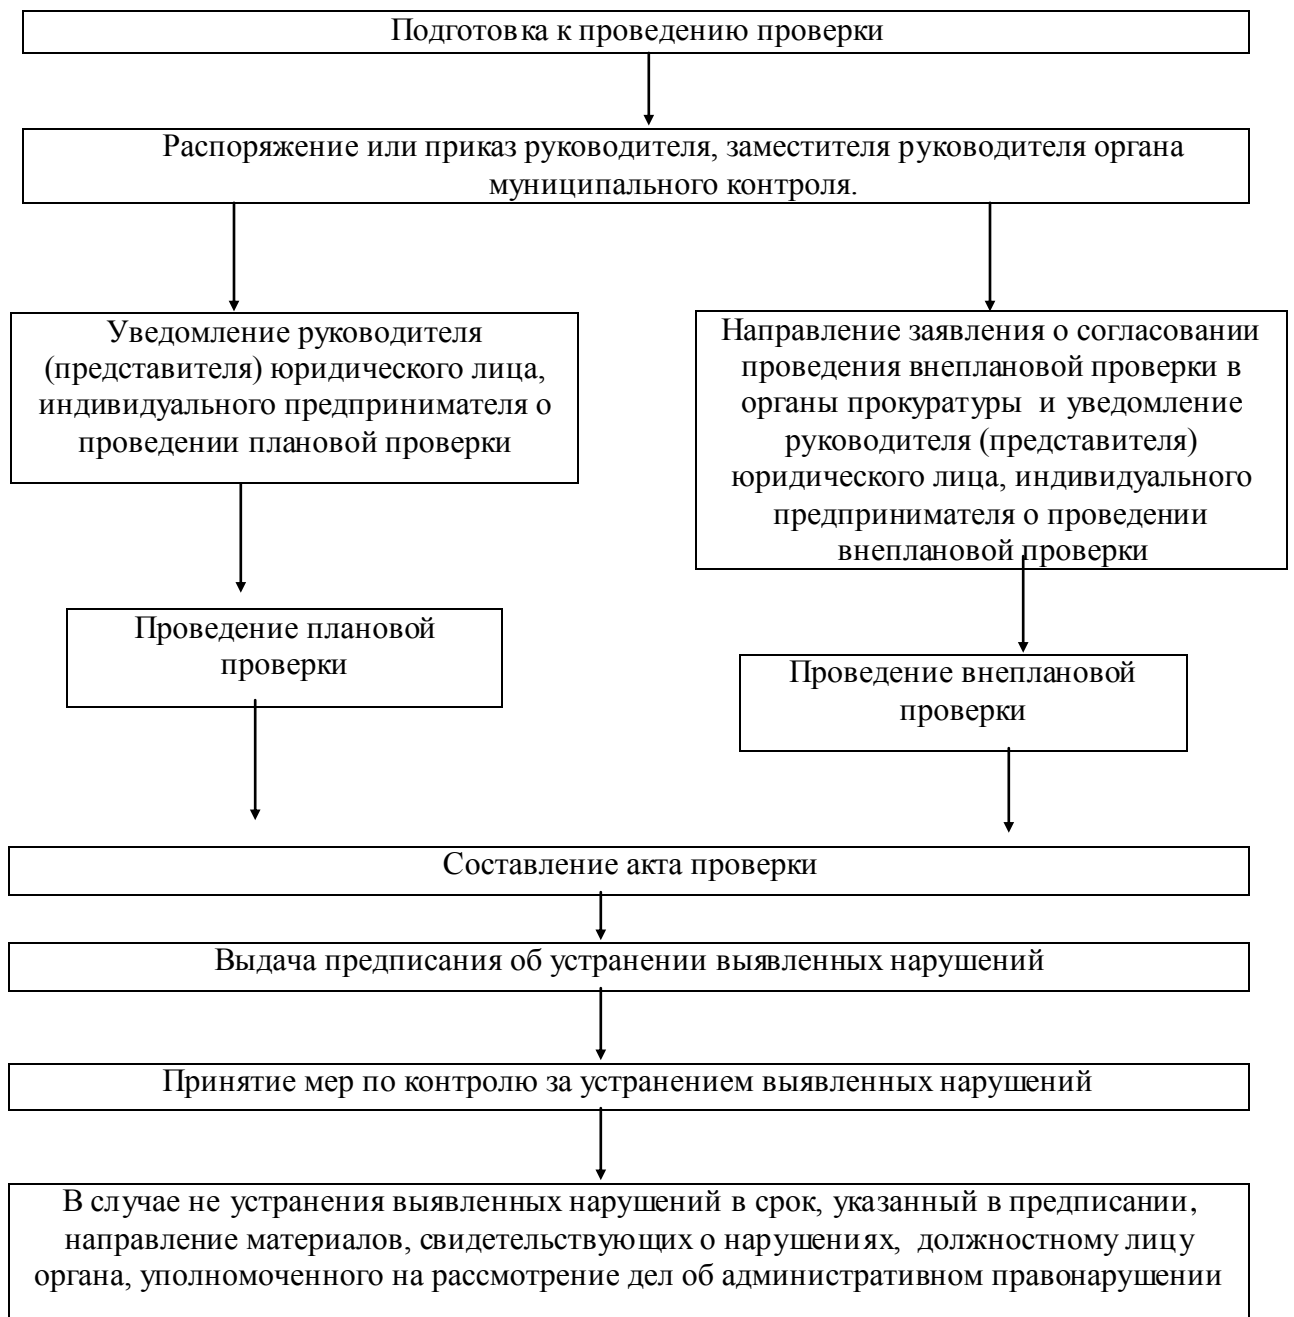 Подготовка к проведению проверки
Распоряжение или приказ руководителя, заместителя руководителя органа
муниципального контроля.
Уведомление руководителя
(представителя) юридического лица,
индивидуального предпринимателя о
проведении плановой проверки
Направление заявления о согласовании
проведения внеплановой проверки в
органы прокуратуры и уведомление
руководителя (представителя)
юридического лица, индивидуального
предпринимателя о проведении
внеплановой проверки
Проведение плановой
проверки
Проведение внеплановой
проверки
Составление акта проверки
Выдача предписания об устранении выявленных нарушений
Принятие мер по контролю за устранением выявленных нарушений
В случае не устранения выявленных нарушений в срок, указанный в предписании,
направление материалов, свидетельствующих о нарушениях, должностному лицу
органа, уполномоченного на рассмотрение дел об административном правонарушении